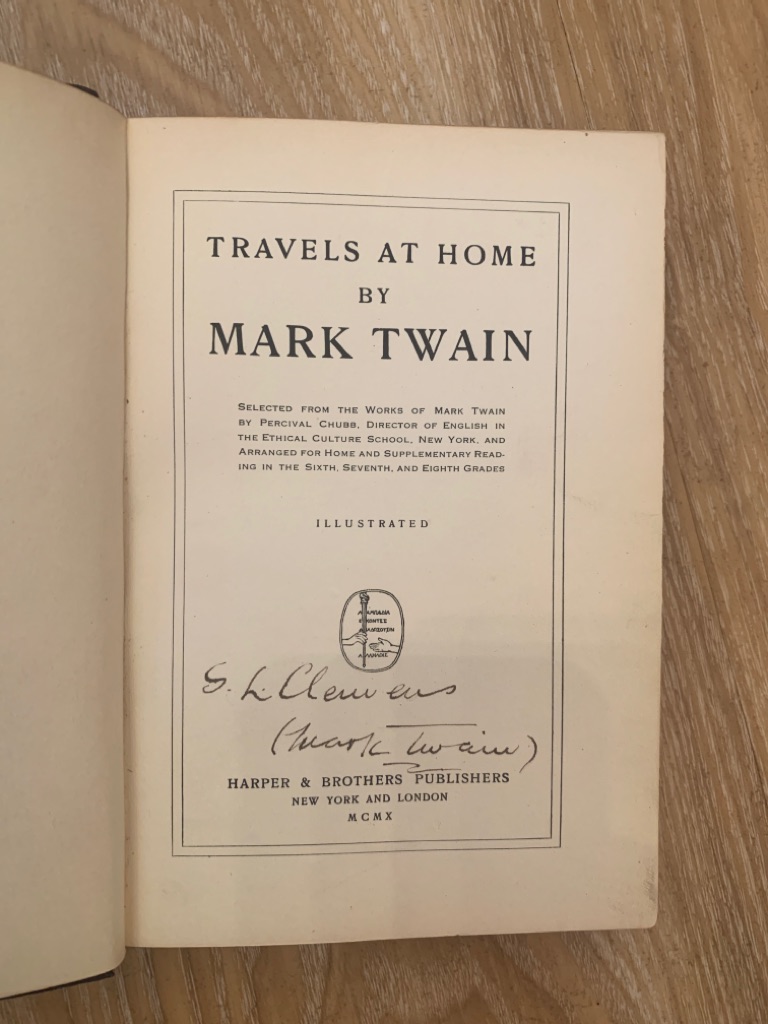 TRAVELS AT HOME
BY
MARK TWAIN
SELECTED FROM THE WORKS OF MARK TWAIN
BY PERCIVAL CHUBB, DIRECTOR OF ENGLISH IN
THE ETHICAL CULTURE SCHOOL, NEW YORK, AND
ARRANGED FOR HOME AND SUPPLEMENTARY READ-
ING IN THE SIXTH, SEVENTH, AND EIGHTH GRADES
ILLUSTRATED
S. L. Clemens
(Mark Twain)
HARPER & BROTHERS PUBLISHERS
NEW YORK AND LONDON
MCMX